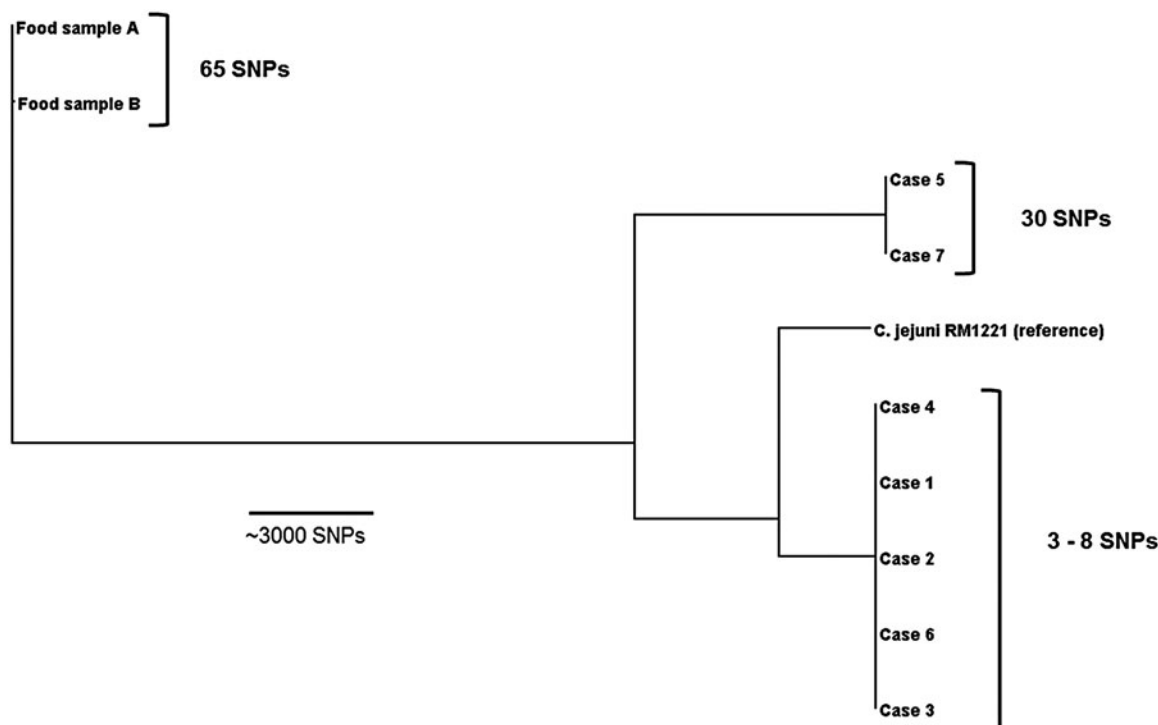 Food sample A
65 SNPs
Food sample B
Case 5
30 SNPs
Case 7
C. jejuni RM1221 (reference)
Case 4
Case 1
~3000 SNPs
3 - 8 SNPs
Case 2
Case 6
Case 3